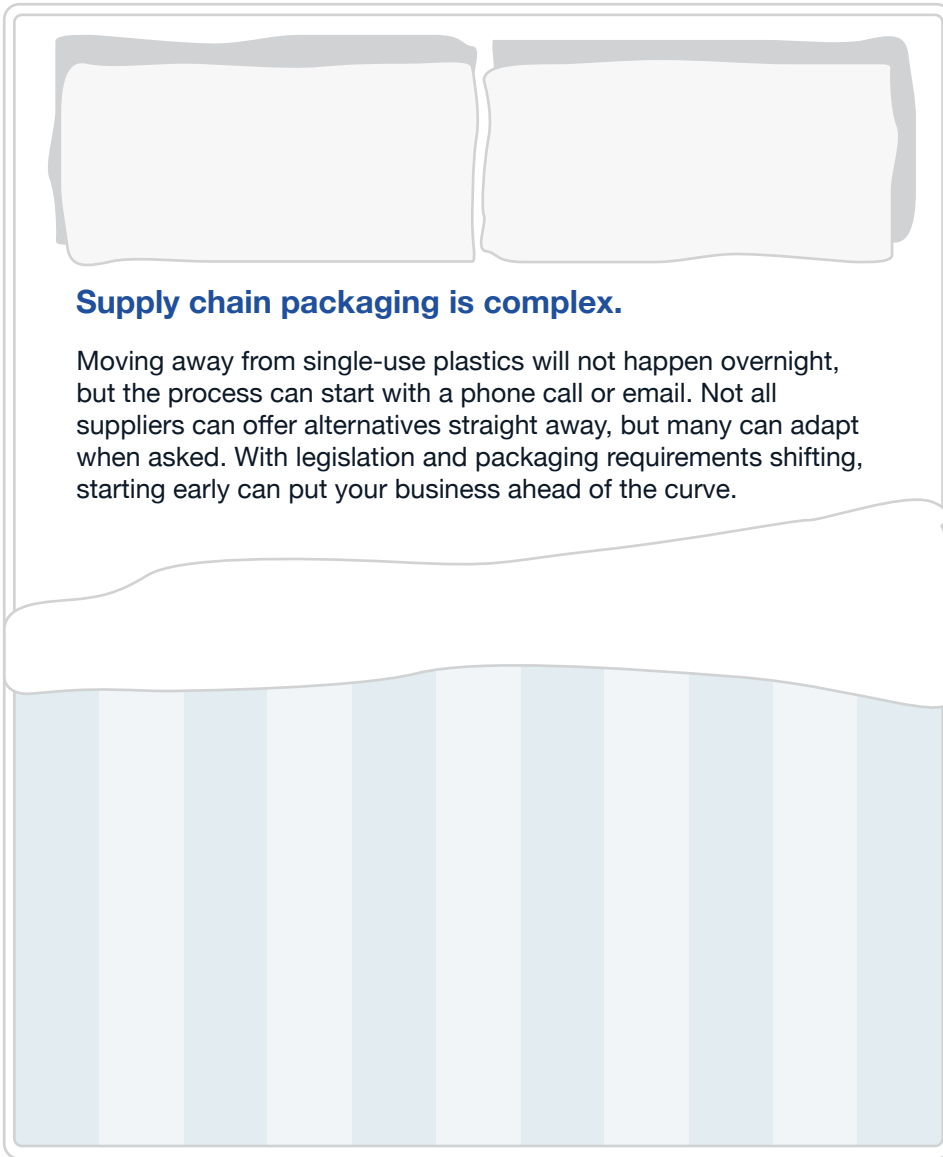 Supply chain packaging is complex.
Moving away from single-use plastics will not happen overnight,
but the process can start with a phone call or email. Not all
suppliers can offer alternatives straight away, but many can adapt
when asked. With legislation and packaging requirements shifting,
starting early can put your business ahead of the curve.